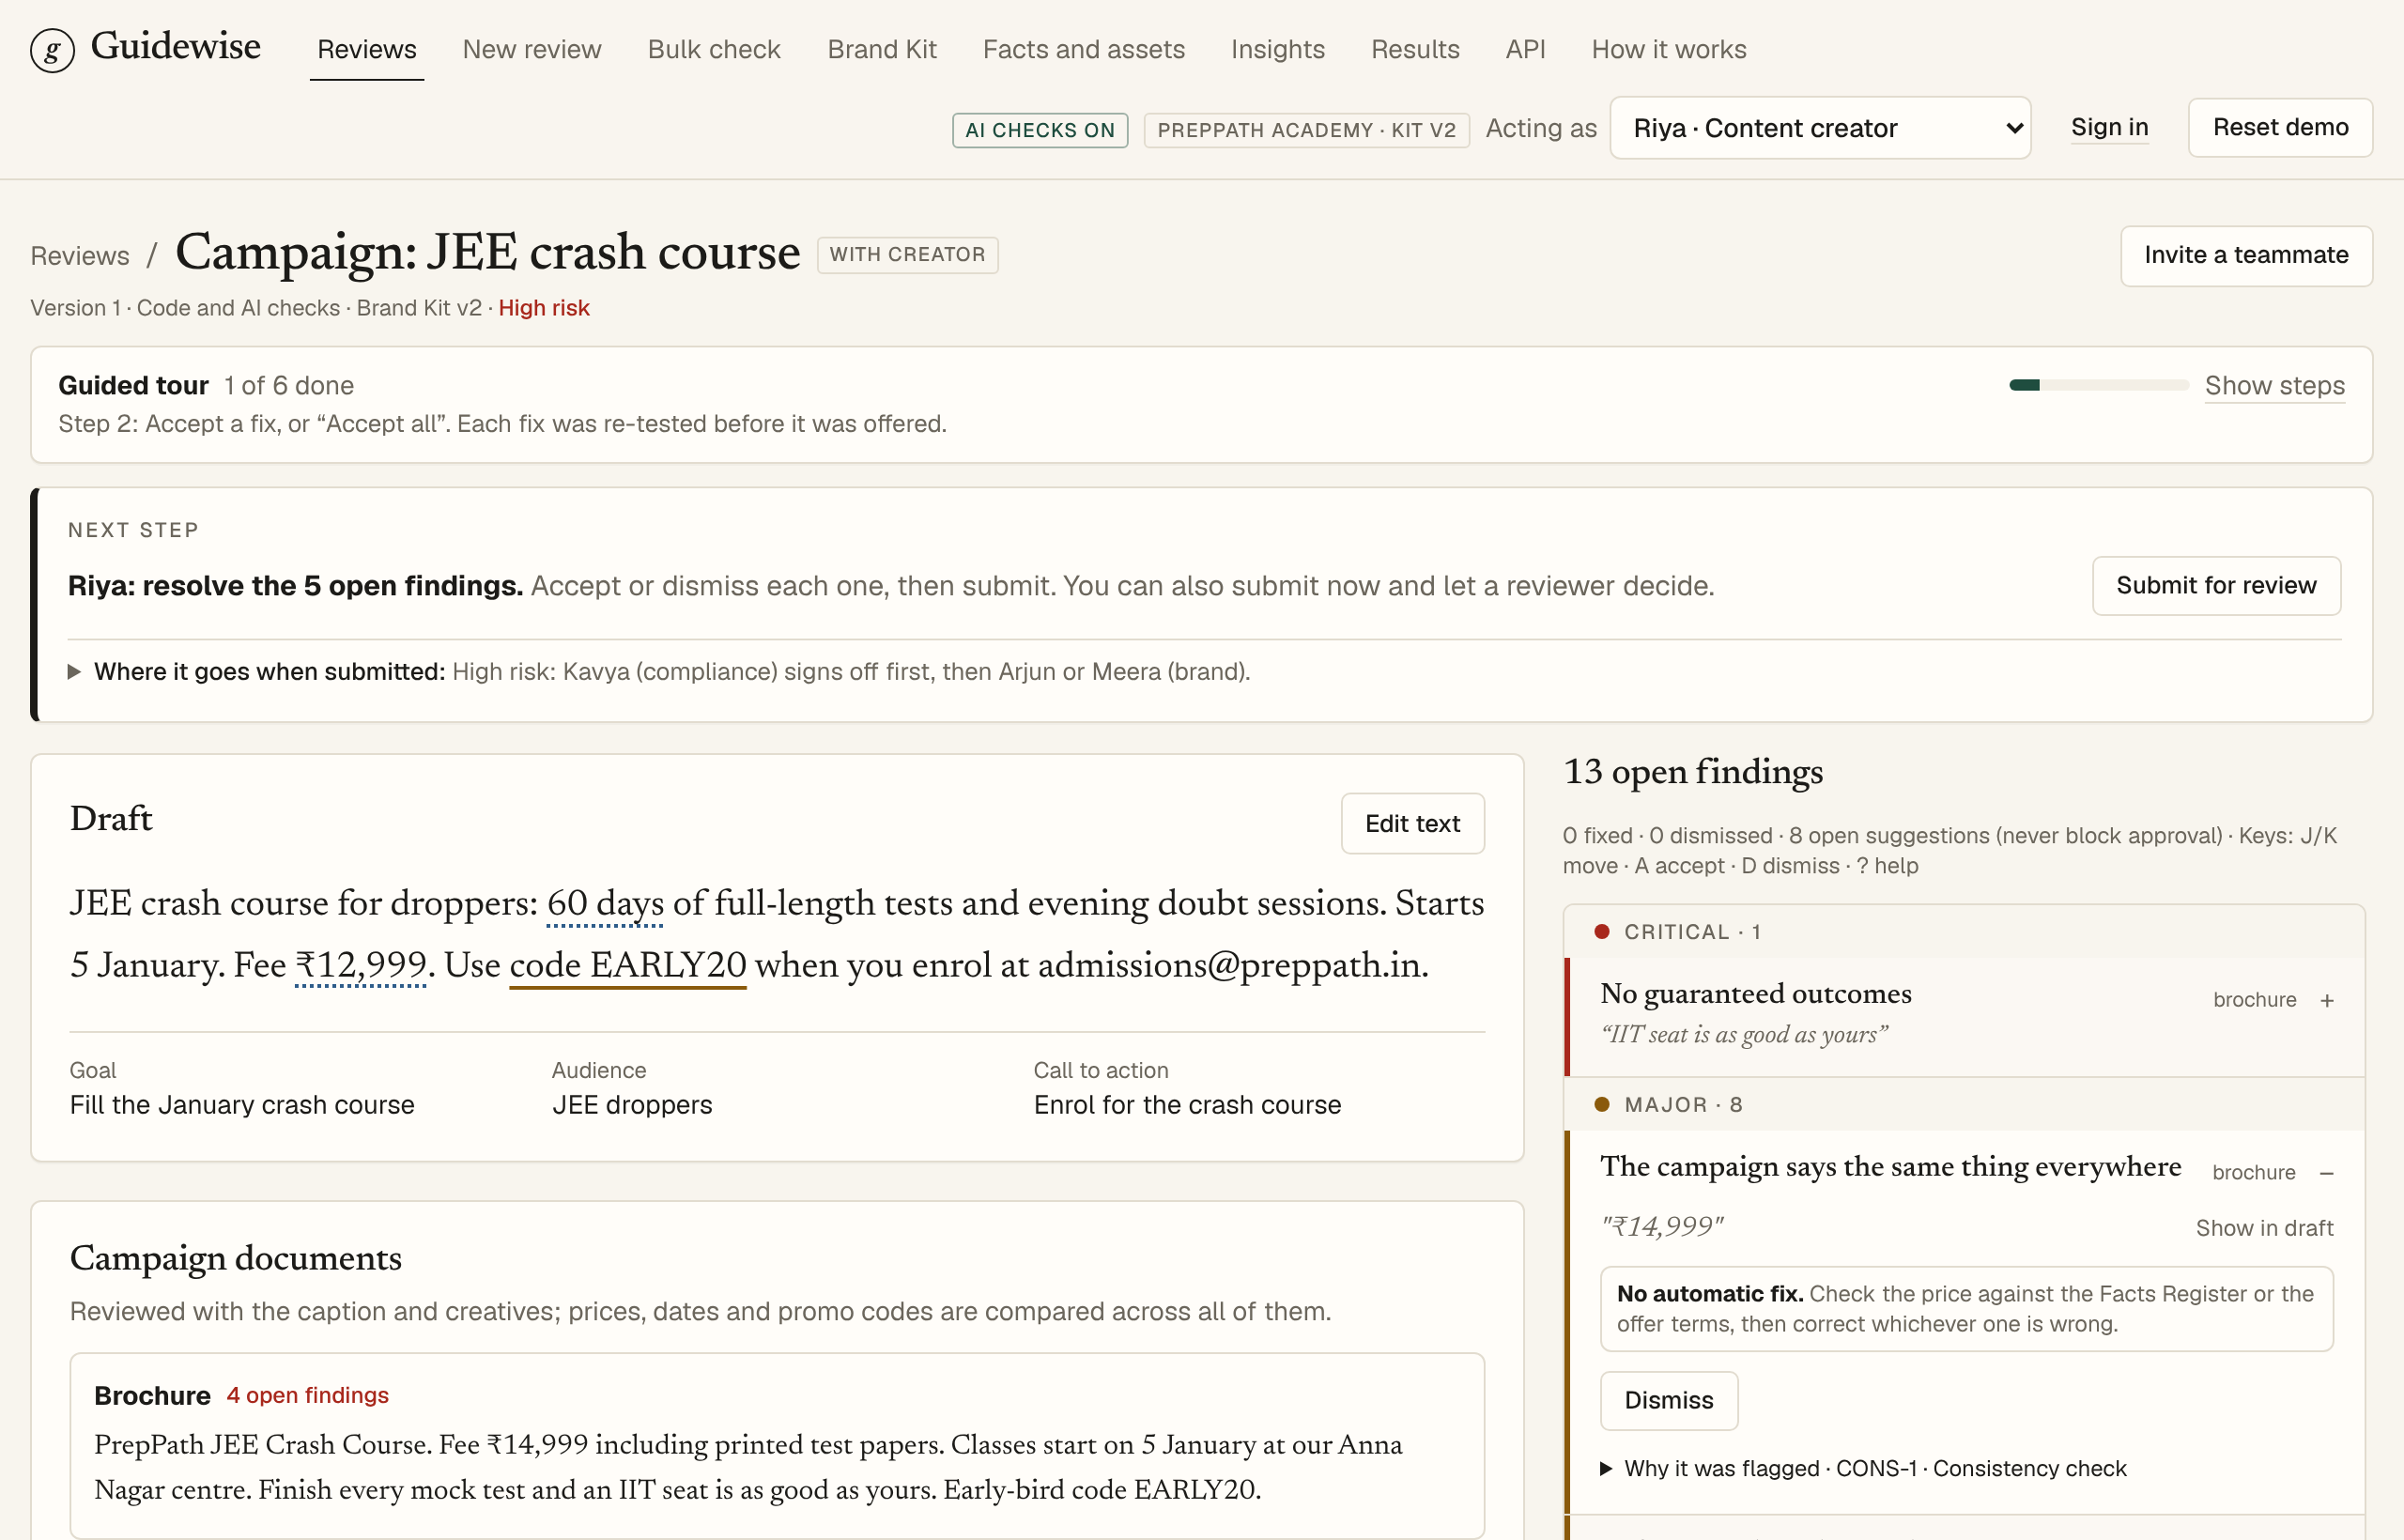 g Guidewise
Reviews New review Bulk check Brand Kit Facts and assets Insights Results API How it works
AI CHECKS ON PREPPATH ACADEMY · KIT V2 Acting as Riya · Content creator Sign in Reset demo
Reviews / Campaign: JEE crash course WITH CREATOR Invite a teammate
Version 1 · Code and AI checks · Brand Kit v2 · High risk
Guided tour 1 of 6 done Show steps
Step 2: Accept a fix, or “Accept all”. Each fix was re-tested before it was offered.
NEXT STEP
Riya: resolve the 5 open findings. Accept or dismiss each one, then submit. You can also submit now and let a reviewer decide. Submit for review
Where it goes when submitted: High risk: Kavya (compliance) signs off first, then Arjun or Meera (brand).
Draft Edit text
JEE crash course for droppers: 60 days of full-length tests and evening doubt sessions. Starts
5 January. Fee ₹12,999. Use code EARLY20 when you enrol at admissions@preppath.in.
Goal Audience Call to action
Fill the January crash course JEE droppers Enrol for the crash course
Campaign documents
Reviewed with the caption and creatives; prices, dates and promo codes are compared across all of them.
Brochure 4 open findings
PrepPath JEE Crash Course. Fee ₹14,999 including printed test papers. Classes start on 5 January at our Anna
Nagar centre. Finish every mock test and an IIT seat is as good as yours. Early-bird code EARLY20.
13 open findings
0 fixed · 0 dismissed · 8 open suggestions (never block approval) · Keys: J/K
move · A accept · D dismiss · ? help
CRITICAL · 1
No guaranteed outcomes brochure +
“IIT seat is as good as yours”
MAJOR · 8
The campaign says the same thing everywhere brochure –
"₹14,999" Show in draft
No automatic fix. Check the price against the Facts Register or the
offer terms, then correct whichever one is wrong.
Dismiss
Why it was flagged · CONS-1 · Consistency check